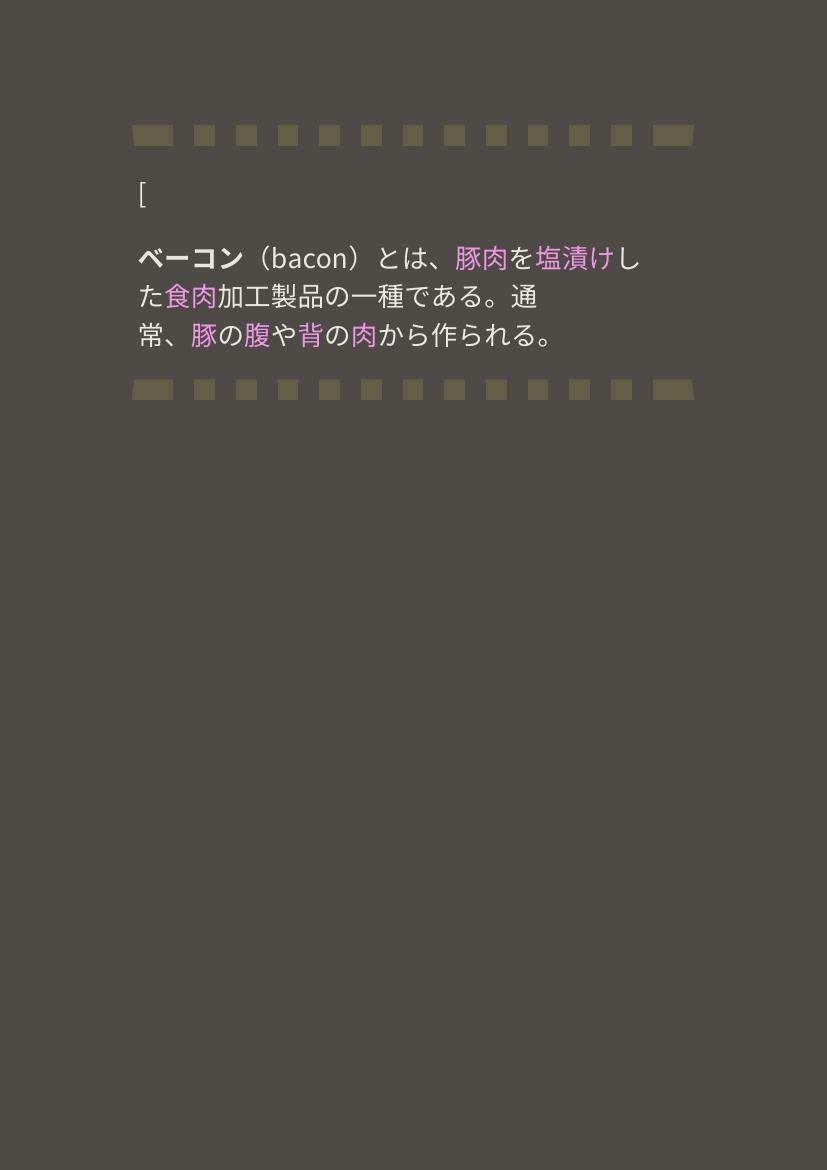 [
ベーコン（bacon）とは、豚肉を塩漬けし
た食肉加工製品の一種である。通
常、豚の腹や背の肉から作られる。